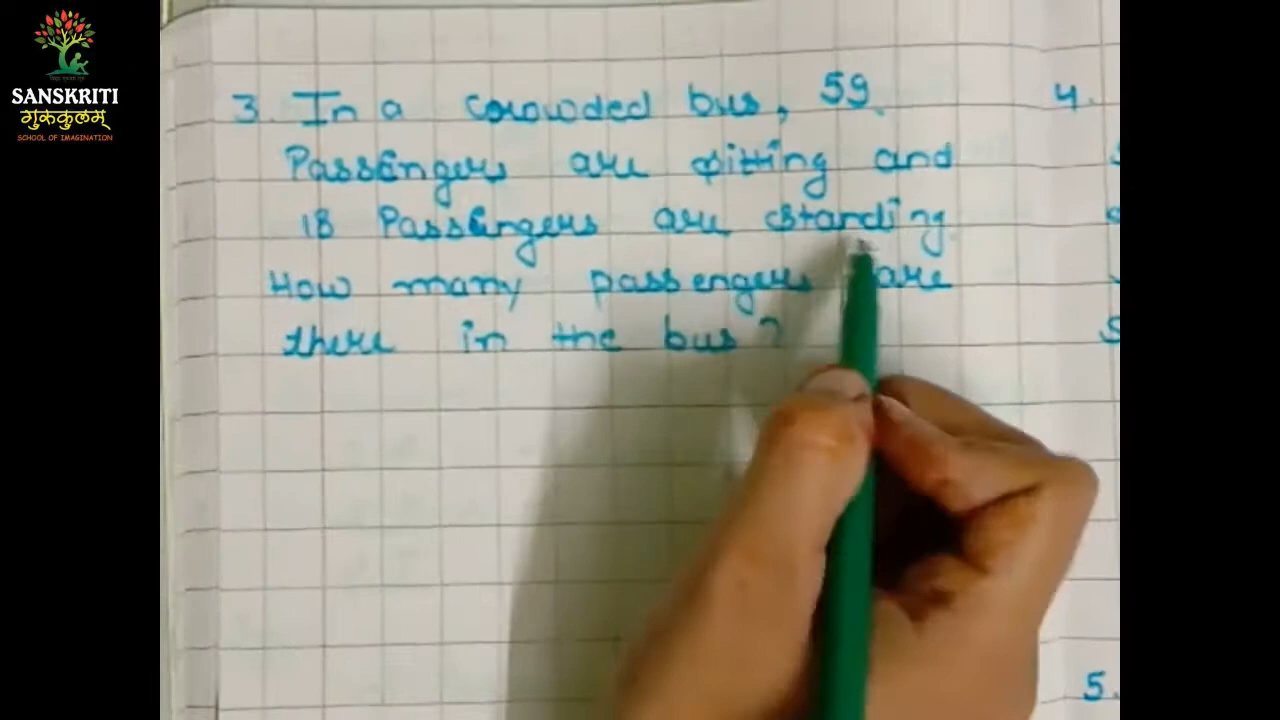 SANSKRITI
गुरुकुलम्
SCHOOL OF IMAGINATION
3. In a crowded bus, 59
Passengers are sitting and
18 Passengers are standing
How many passengers are
there in the bus?
4.
5.